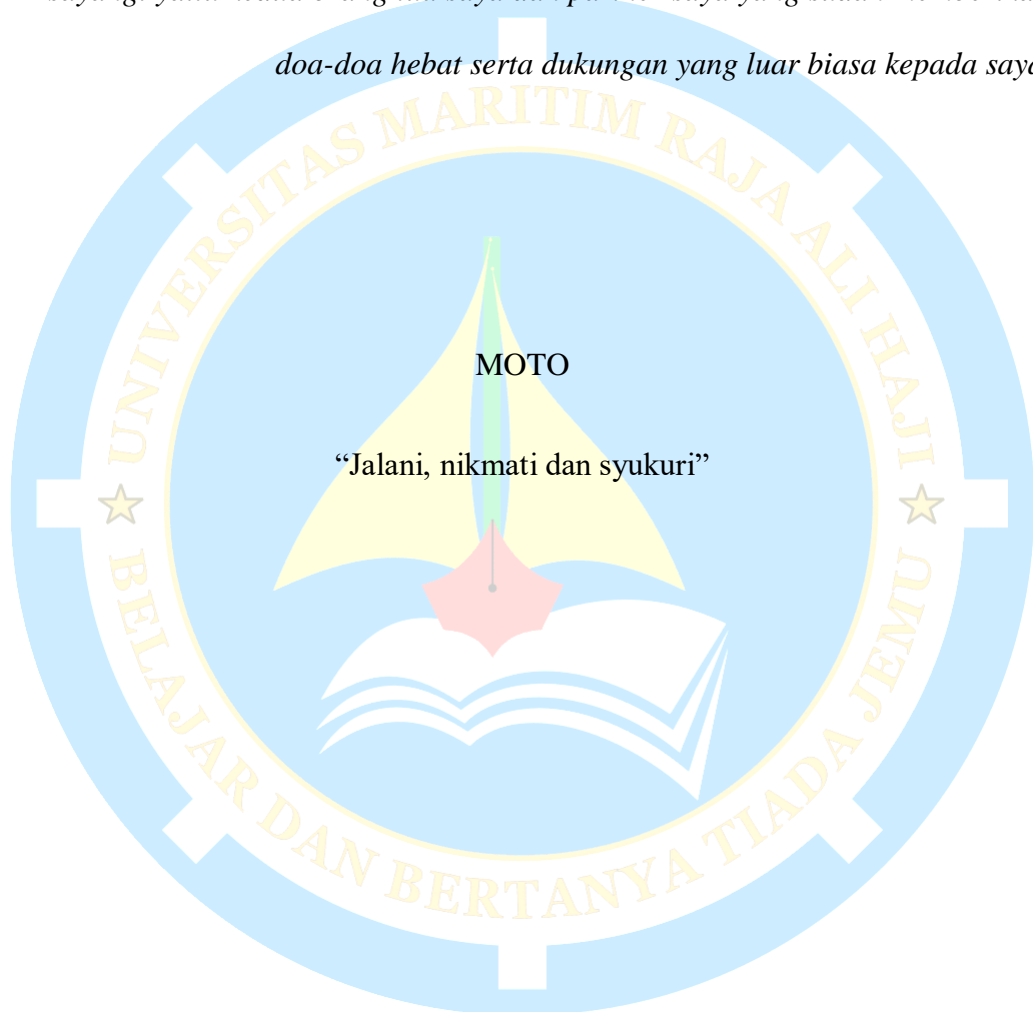 doa-doa hebat serta dukungan yang luar biasa kepada saya
UNIVERSITAS MARITIM RAJA ALI HAJI
MOTO
“Jalani, nikmati dan syukuri”
BELAJAR DAN BERTANYA TIADA JEMU